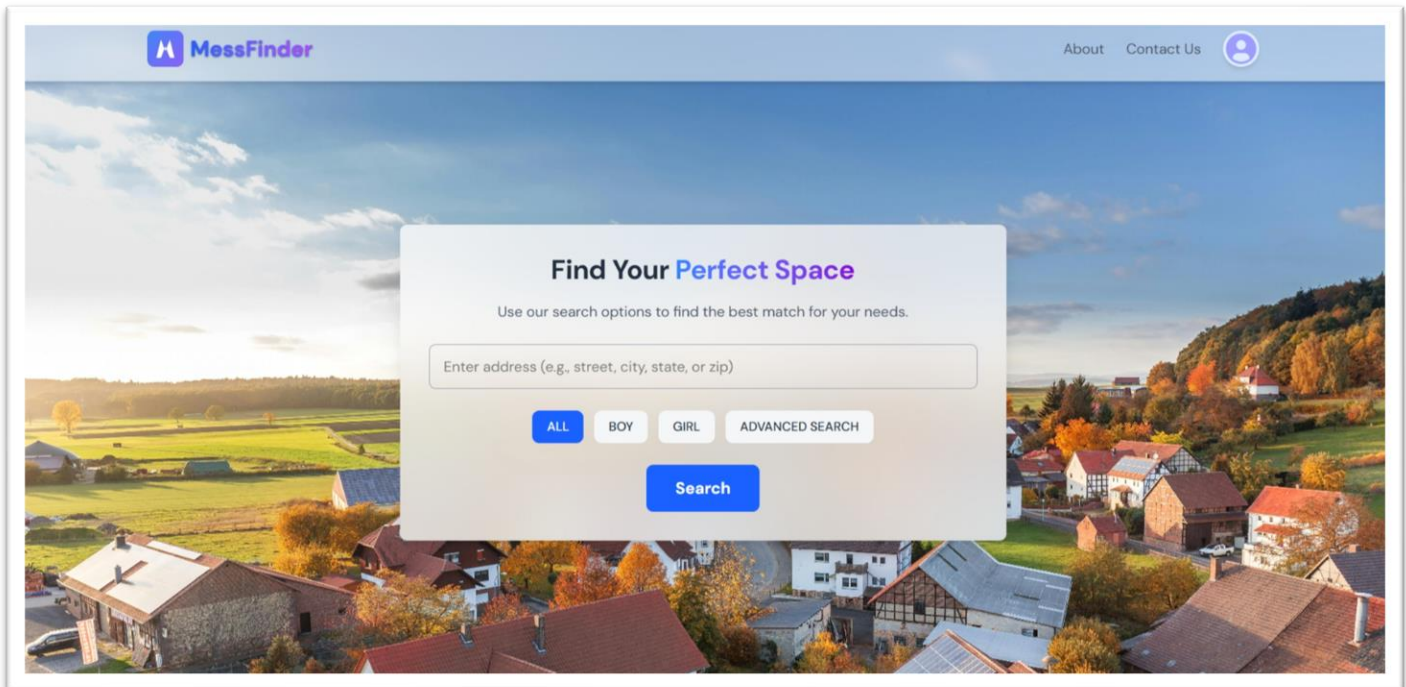 MessFinder
About Contact Us
Find Your Perfect Space
Use our search options to find the best match for your needs.
Enter address (e.g., street, city, state, or zip)
ALL BOY GIRL ADVANCED SEARCH
Search